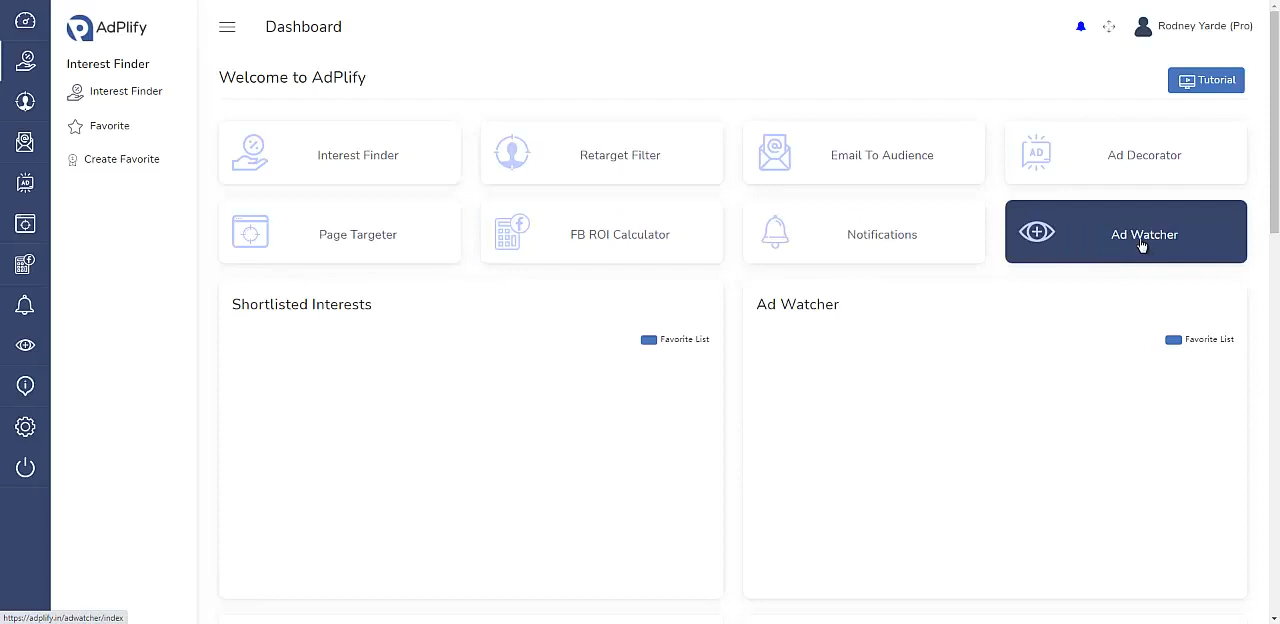 AdPlify
Dashboard
Rodney Yarde (Pro)
Interest Finder
Interest Finder
Favorite
Create Favorite
Welcome to AdPlify
Tutorial
Interest Finder
Retarget Filter
Email To Audience
AD
Ad Decorator
Page Targeter
FB ROI Calculator
Notifications
Ad Watcher
Shortlisted Interests
Favorite List
Ad Watcher
Favorite List
AD
https://adplify.in/adwatcher/index